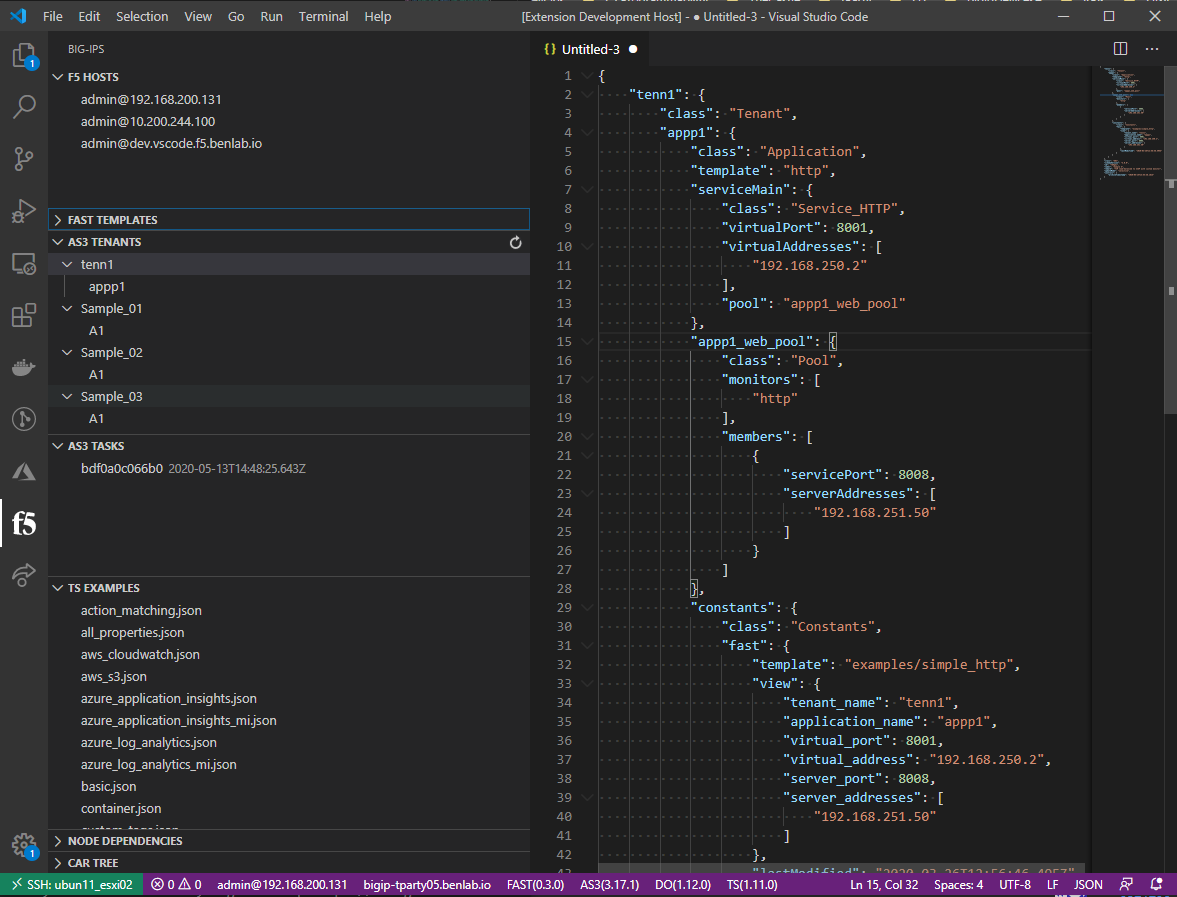 File Edit Selection View Go Run Terminal Help [Extension Development Host] - ● Untitled-3 - Visual Studio Code
BIG-IPS
F5 HOSTS
admin@192.168.200.131
admin@10.200.244.100
admin@dev.vscode.f5.benlab.io
FAST TEMPLATES
AS3 TENANTS
tenn1
appp1
Sample_01
A1
Sample_02
A1
Sample_03
A1
AS3 TASKS
bdf0a0c066b0 2020-05-13T14:48:25.643Z
TS EXAMPLES
action_matching.json
all_properties.json
aws_cloudwatch.json
aws_s3.json
azure_application_insights.json
azure_application_insights_mi.json
azure_log_analytics.json
azure_log_analytics_mi.json
basic.json
container.json
NODE DEPENDENCIES
CAR TREE
1
f5
1
{} Untitled-3 ●
1 {
2 "tenn1": {
3 "class": "Tenant",
4 "appp1": {
5 "class": "Application",
6 "template": "http",
7 "serviceMain": {
8 "class": "Service_HTTP",
9 "virtualPort": 8001,
10 "virtualAddresses": [
11 "192.168.250.2"
12 ],
13 "pool": "appp1_web_pool"
14 },
15 "appp1_web_pool": {
16 "class": "Pool",
17 "monitors": [
18 "http"
19 ],
20 "members": [
21 {
22 "servicePort": 8008,
23 "serverAddresses": [
24 "192.168.251.50"
25 ]
26 }
27 ]
28 },
29 "constants": {
30 "class": "Constants",
31 "fast": {
32 "template": "examples/simple_http",
33 "view": {
34 "tenant_name": "tenn1",
35 "application_name": "appp1",
36 "virtual_port": 8001,
37 "virtual_address": "192.168.250.2",
38 "server_port": 8008,
39 "server_addresses": [
40 "192.168.251.50"
41 ]
42 },
SSH: ubun11_esxi02 0 0 admin@192.168.200.131 bigip-tparty05.benlab.io FAST(0.3.0) AS3(3.17.1) DO(1.12.0) TS(1.11.0) Ln 15, Col 32 Spaces: 4 UTF-8 LF JSON